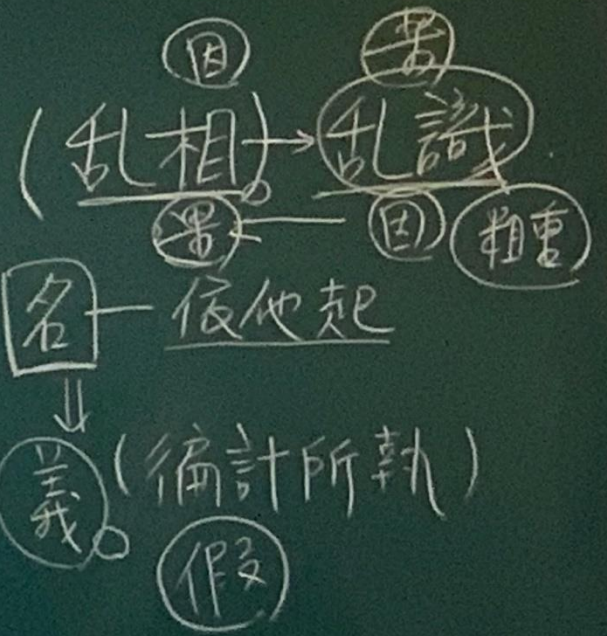 因 果
(乱相)→乱識
果 ← 因 粗重
名 — 依他起
⇓
義 (徧計所執)
假